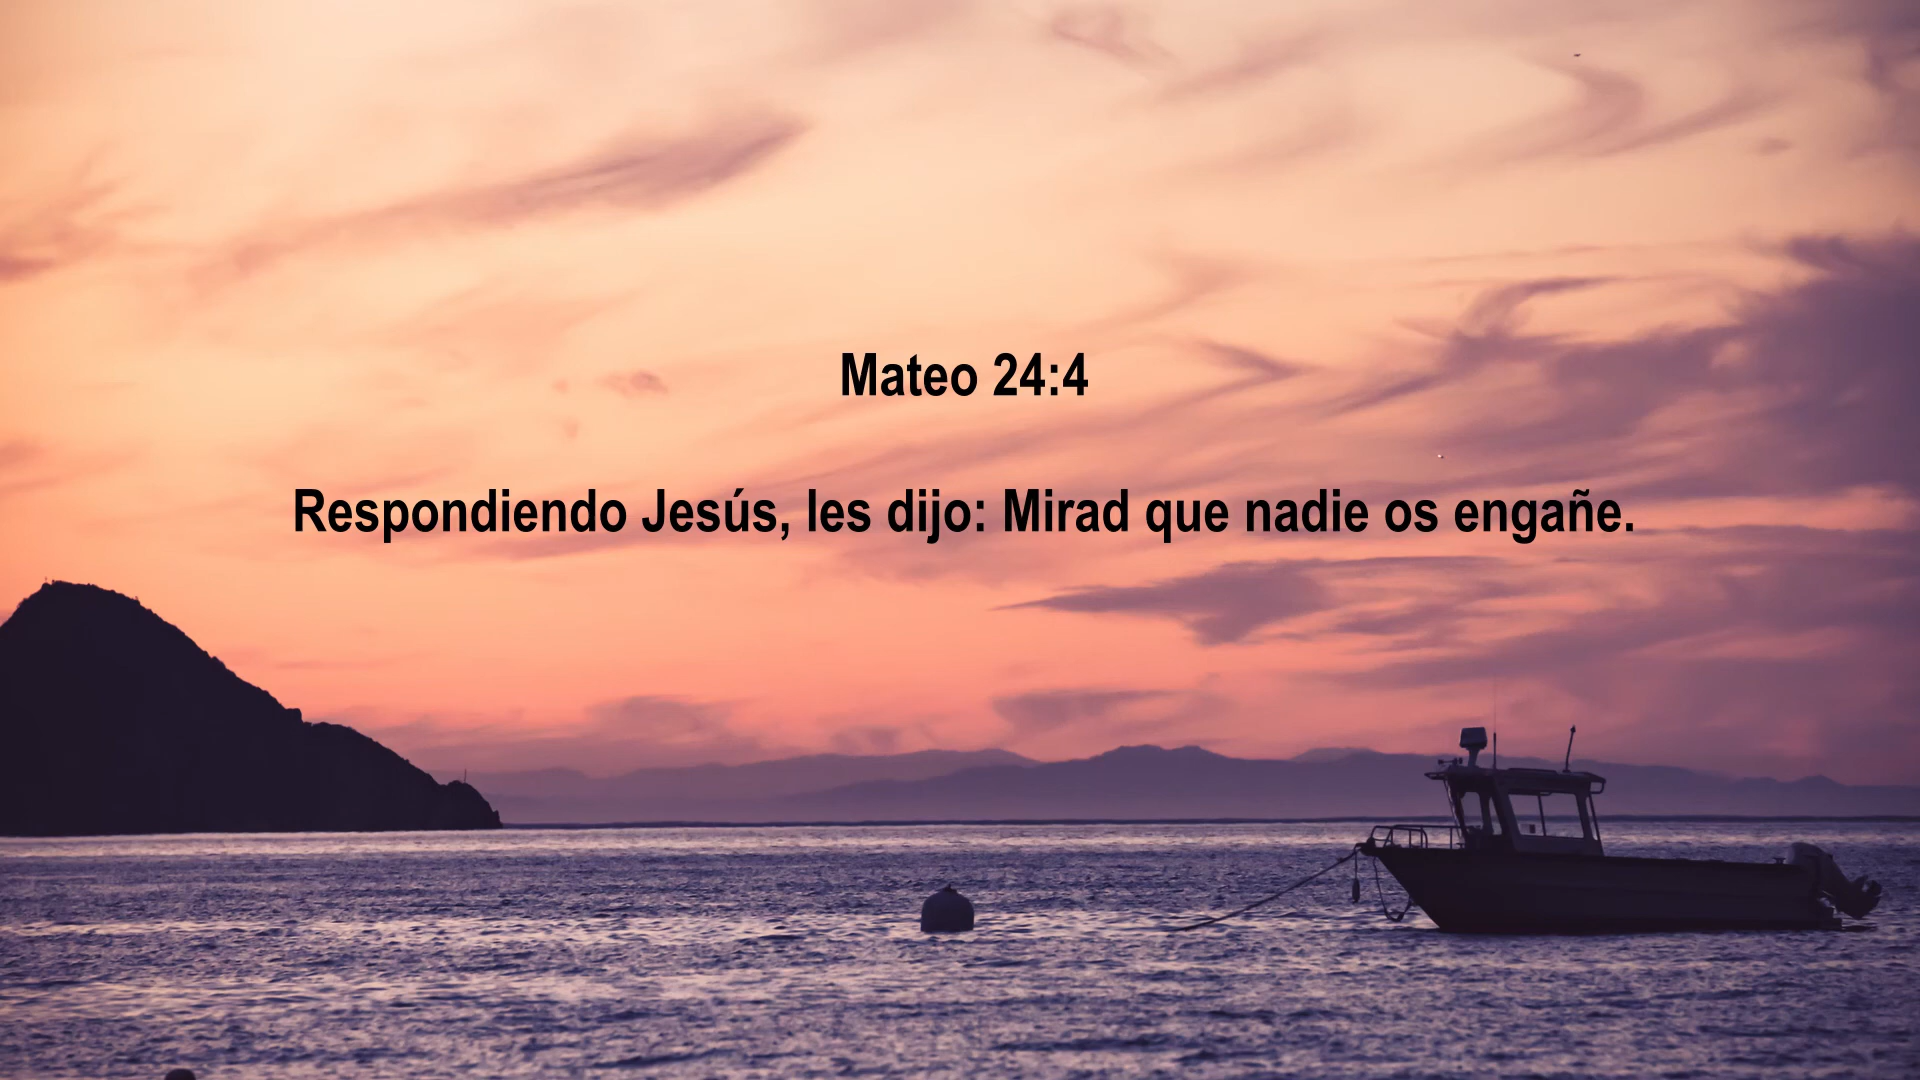 Mateo 24:4
Respondiendo Jesús, les dijo: Mirad que nadie os engañe.